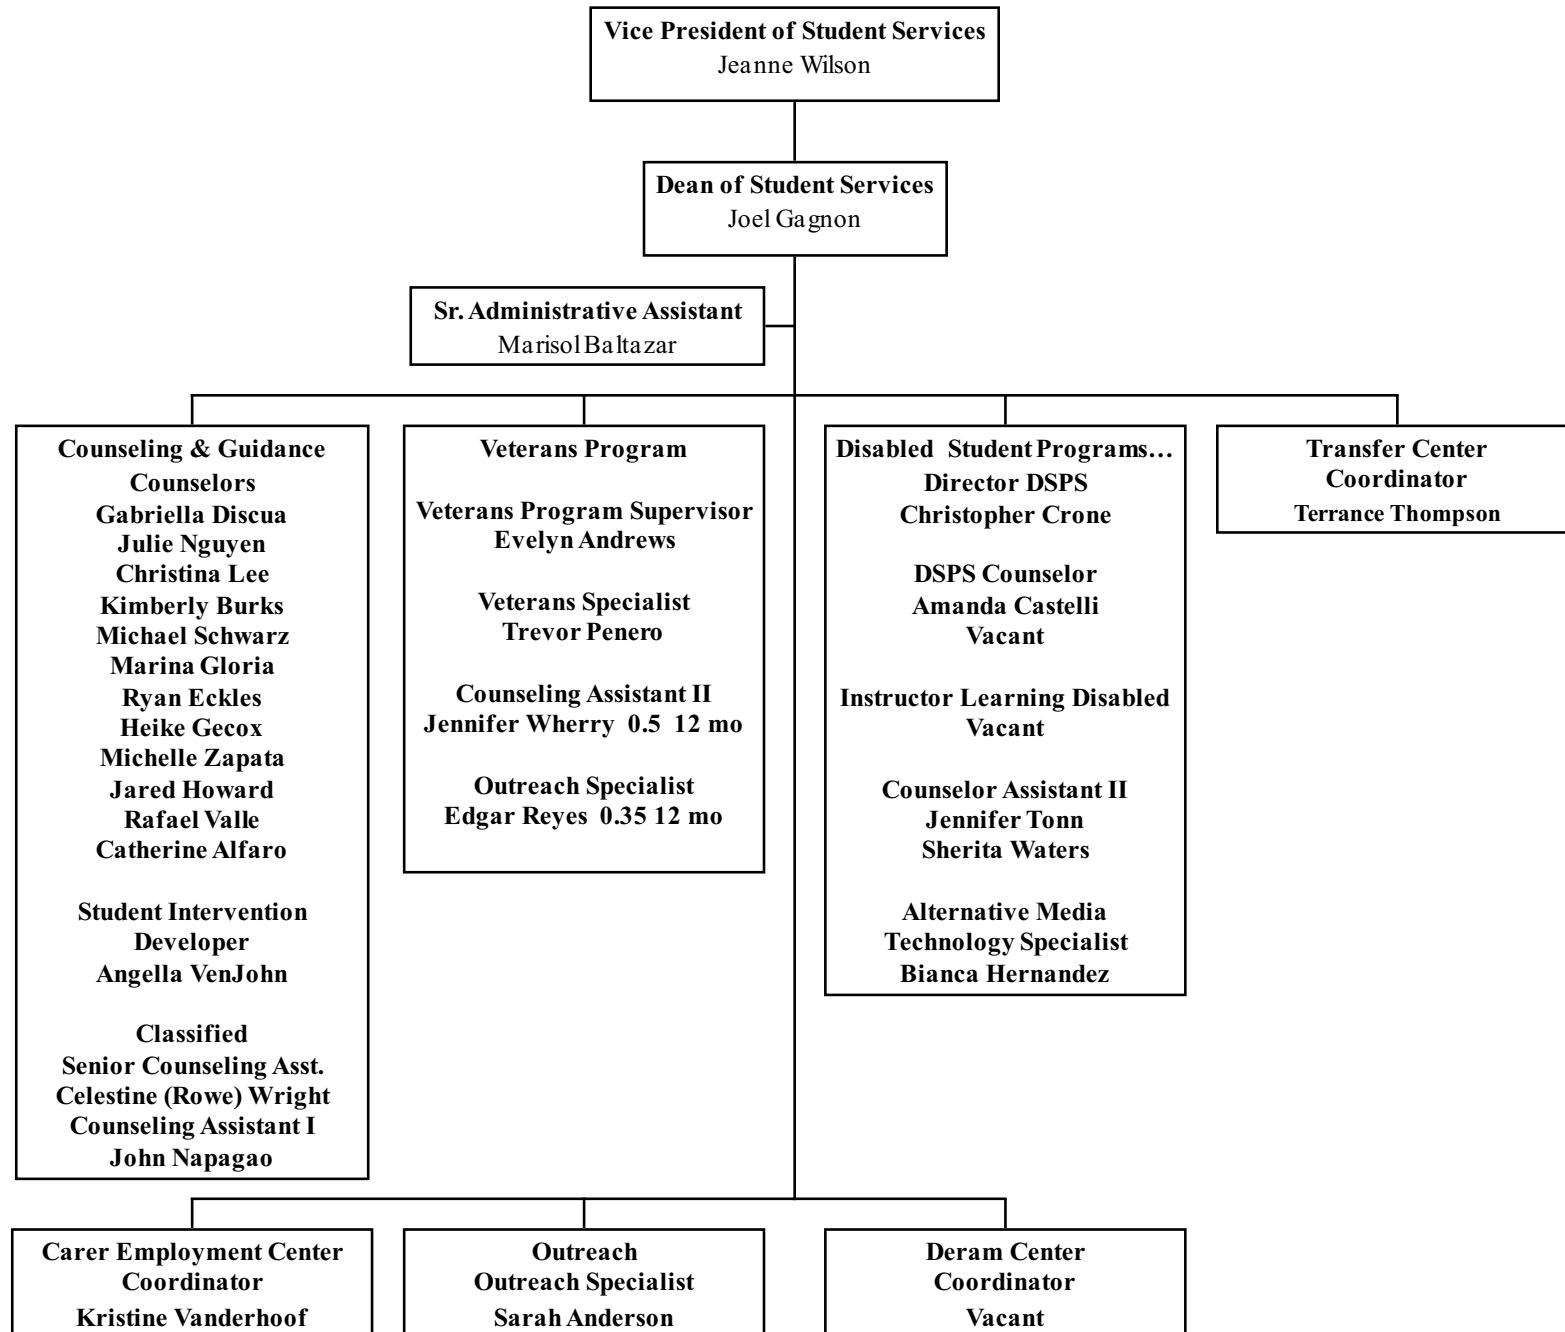 Vice President of Student Services
Jeanne Wilson
Dean of Student Services
Joel Gagnon
Sr. Administrative Assistant
Marisol Baltazar
Counseling & Guidance
Counselors
Gabriella Discua
Julie Nguyen
Christina Lee
Kimberly Burks
Michael Schwarz
Marina Gloria
Ryan Eckles
Heike Gecox
Michelle Zapata
Jared Howard
Rafael Valle
Catherine Alfaro
Student Intervention
Developer
Angella VenJohn
Classified
Senior Counseling Asst.
Celestine (Rowe) Wright
Counseling Assistant I
John Napagao
Veterans Program
Veterans Program Supervisor
Evelyn Andrews
Veterans Specialist
Trevor Penero
Counseling Assistant II
Jennifer Wherry 0.5 12 mo
Outreach Specialist
Edgar Reyes 0.35 12 mo
Disabled Student Programs…
Director DSPS
Christopher Crone
DSPS Counselor
Amanda Castelli
Vacant
Instructor Learning Disabled
Vacant
Counselor Assistant II
Jennifer Tonn
Sherita Waters
Alternative Media
Technology Specialist
Bianca Hernandez
Transfer Center
Coordinator
Terrance Thompson
Carer Employment Center
Coordinator
Kristine Vanderhoof
Outreach
Outreach Specialist
Sarah Anderson
Deram Center
Coordinator
Vacant